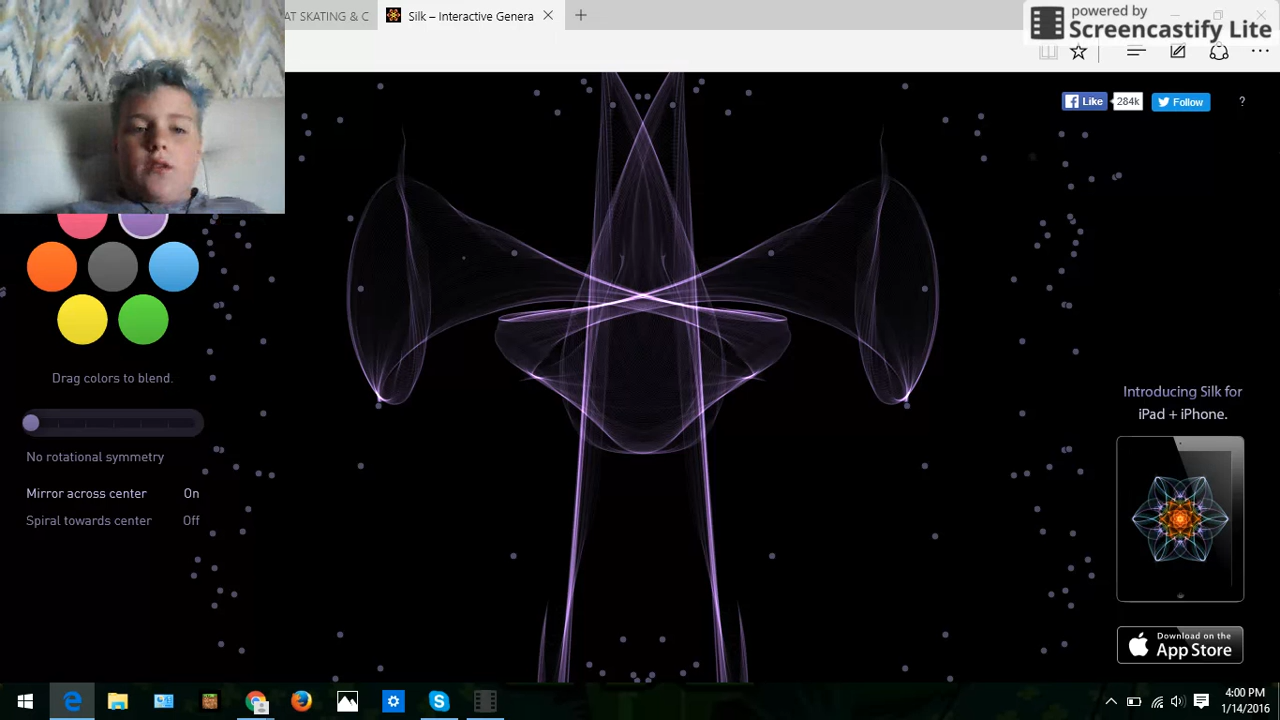 AT SKATING & C
Silk – Interactive Genera
powered by
Screencastify Lite
Like
284k
Follow
?
Drag colors to blend.
No rotational symmetry
Mirror across center On
Spiral towards center Off
Introducing Silk for
iPad + iPhone.
Download on the
App Store
4:00 PM
1/14/2016